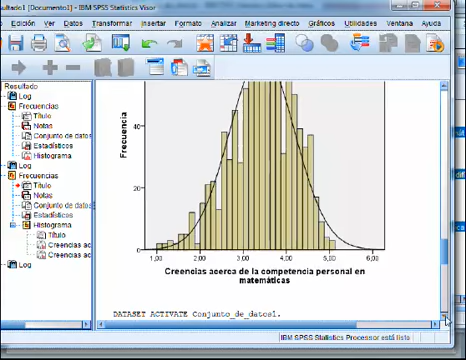 sultado1 [Documento1] - IBM SPSS Statistics Visor
Edición Ver Datos Transformar Insertar Formato Analizar Marketing directo Gráficos Utilidades Ventana Ayuda
Resultado
Log
Frecuencias
Título
Notas
Conjunto de datos
Estadísticos
Histograma
Log
Frecuencias
Título
Notas
Conjunto de datos
Estadísticos
Histograma
Título
Creencias ac
Creencias ac
Log
Frecuencia
40
20
0
1,00 2,00 3,00 4,00 5,00 6,00
Creencias acerca de la competencia personal en
matemáticas
DATASET ACTIVATE Conjunto_de_datos1.
IBM SPSS Statistics Processor está listo